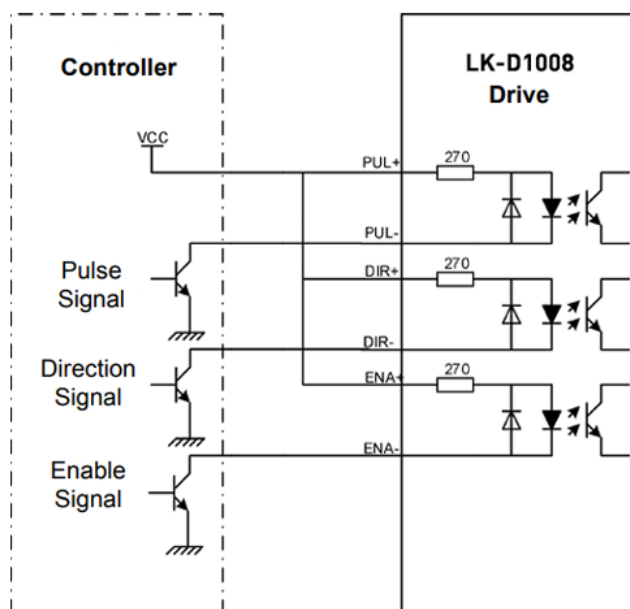 Controller
LK-D1008
Drive
VCC
PUL+
270
PUL-
Pulse
Signal
DIR+
270
DIR-
Direction
Signal
ENA+
270
ENA-
Enable
Signal